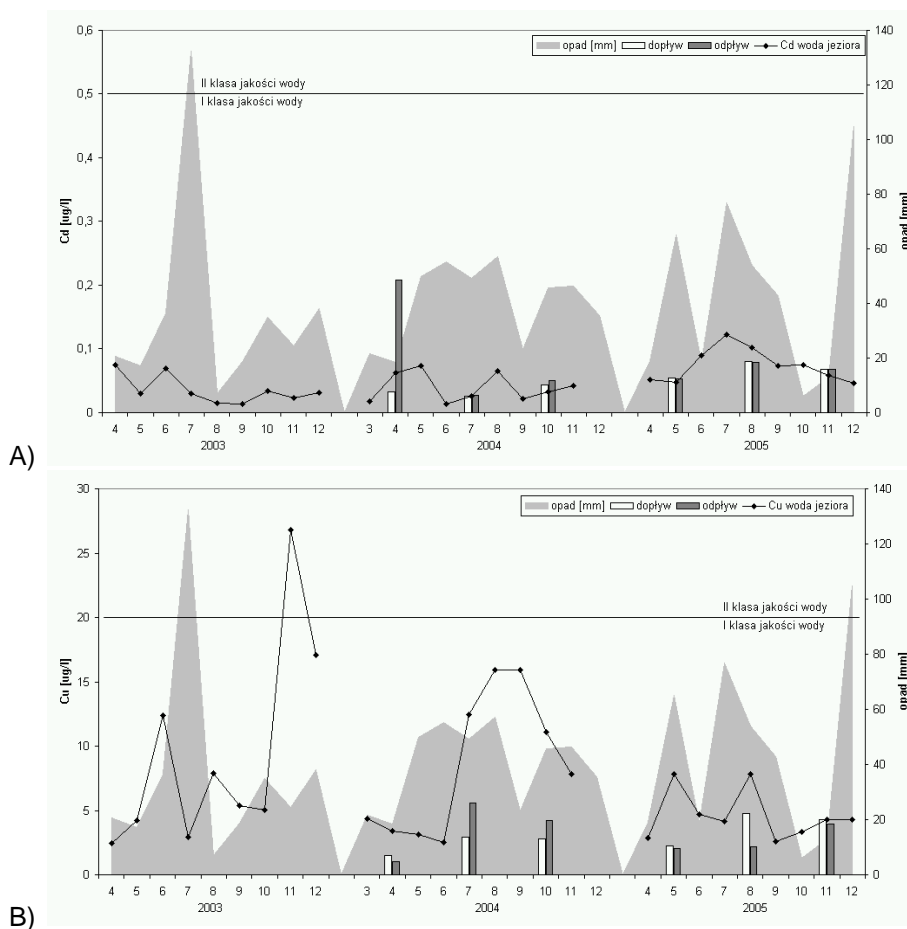 0,6
0,5
0,4
0,3
0,2
0,1
0
Cd [ug/l]
140
120
100
80
60
40
20
0
opad [mm]
opad [mm] dopływ odpływ Cd woda jeziora
II klasa jakości wody
I klasa jakości wody
4 5 6 7 8 9 10 11 12 3 4 5 6 7 8 9 10 11 12 4 5 6 7 8 9 10 11 12
2003 2004 2005
A)
30
25
20
15
10
5
0
Cu [ug/l]
140
120
100
80
60
40
20
0
opad [mm]
opad [mm] dopływ odpływ Cu woda jeziora
II klasa jakości wody
I klasa jakości wody
4 5 6 7 8 9 10 11 12 3 4 5 6 7 8 9 10 11 12 4 5 6 7 8 9 10 11 12
2003 2004 2005
B)